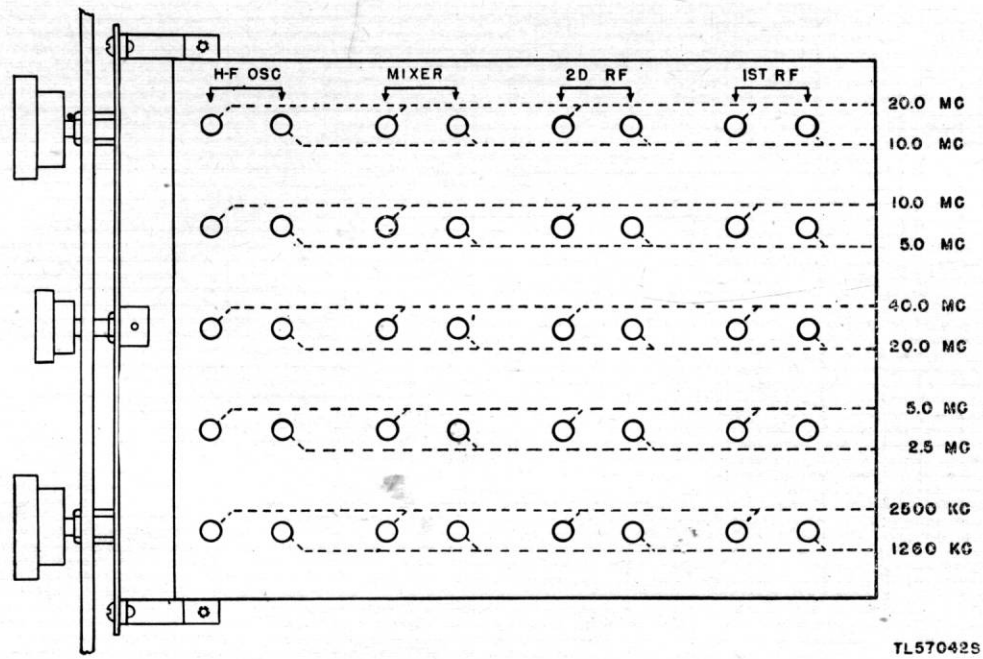 H-F OSC MIXER 2D RF 1ST RF
20.0 MC
10.0 MC
10.0 MC
5.0 MC
40.0 MC
20.0 MC
5.0 MC
2.5 MC
2500 KC
1260 KC
TL57042S